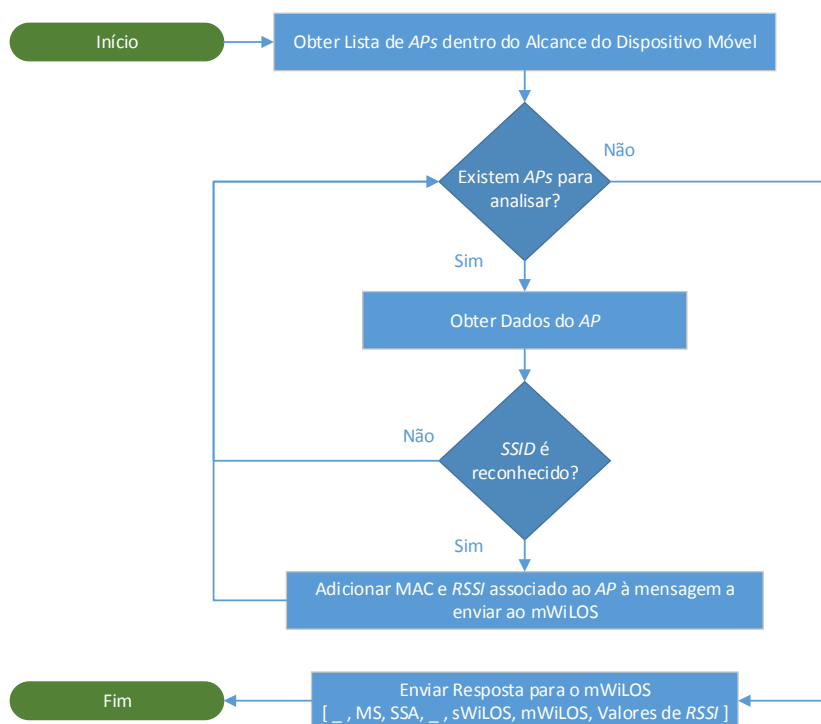 Início
Obter Lista de APs dentro do Alcance do Dispositivo Móvel
Existem APs para
analisar?
Não
Sim
Obter Dados do AP
SSID é
reconhecido?
Não
Sim
Adicionar MAC e RSSI associado ao AP à mensagem a
enviar ao mWiLOS
Enviar Resposta para o mWiLOS
[ _ , MS, SSA, _ , sWiLOS, mWiLOS, Valores de RSSI ]
Fim